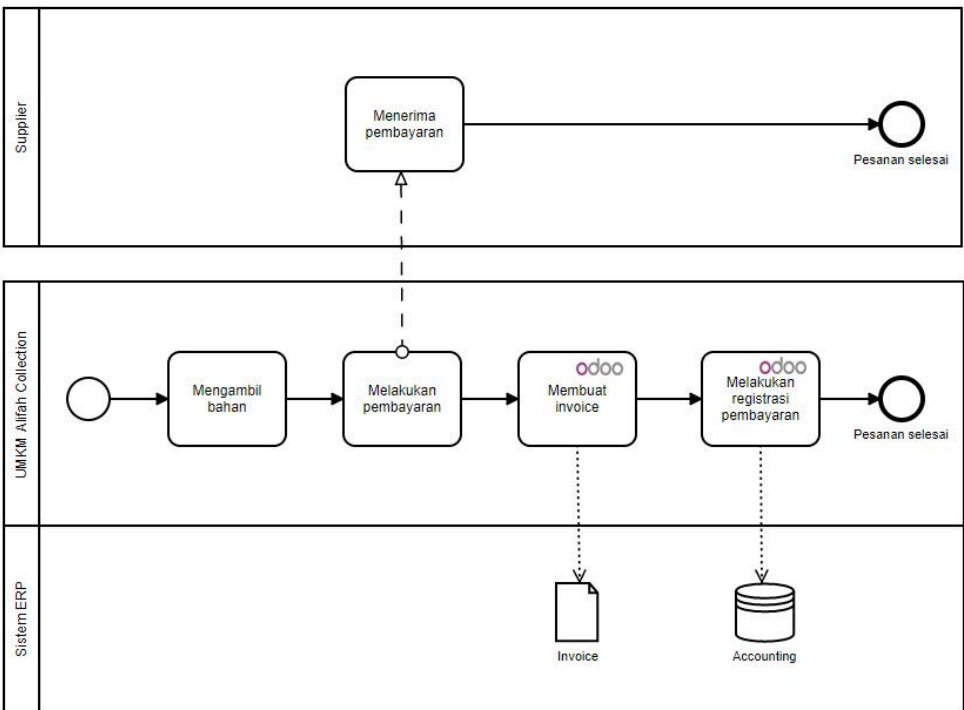 Supplier
Menerima
pembayaran
Pesanan selesai
UMKM Alifah Collection
Mengambil
bahan
Melakukan
pembayaran
odoo
Membuat
invoice
odoo
Melakukan
registrasi
pembayaran
Pesanan selesai
Sistem ERP
Invoice
Accounting